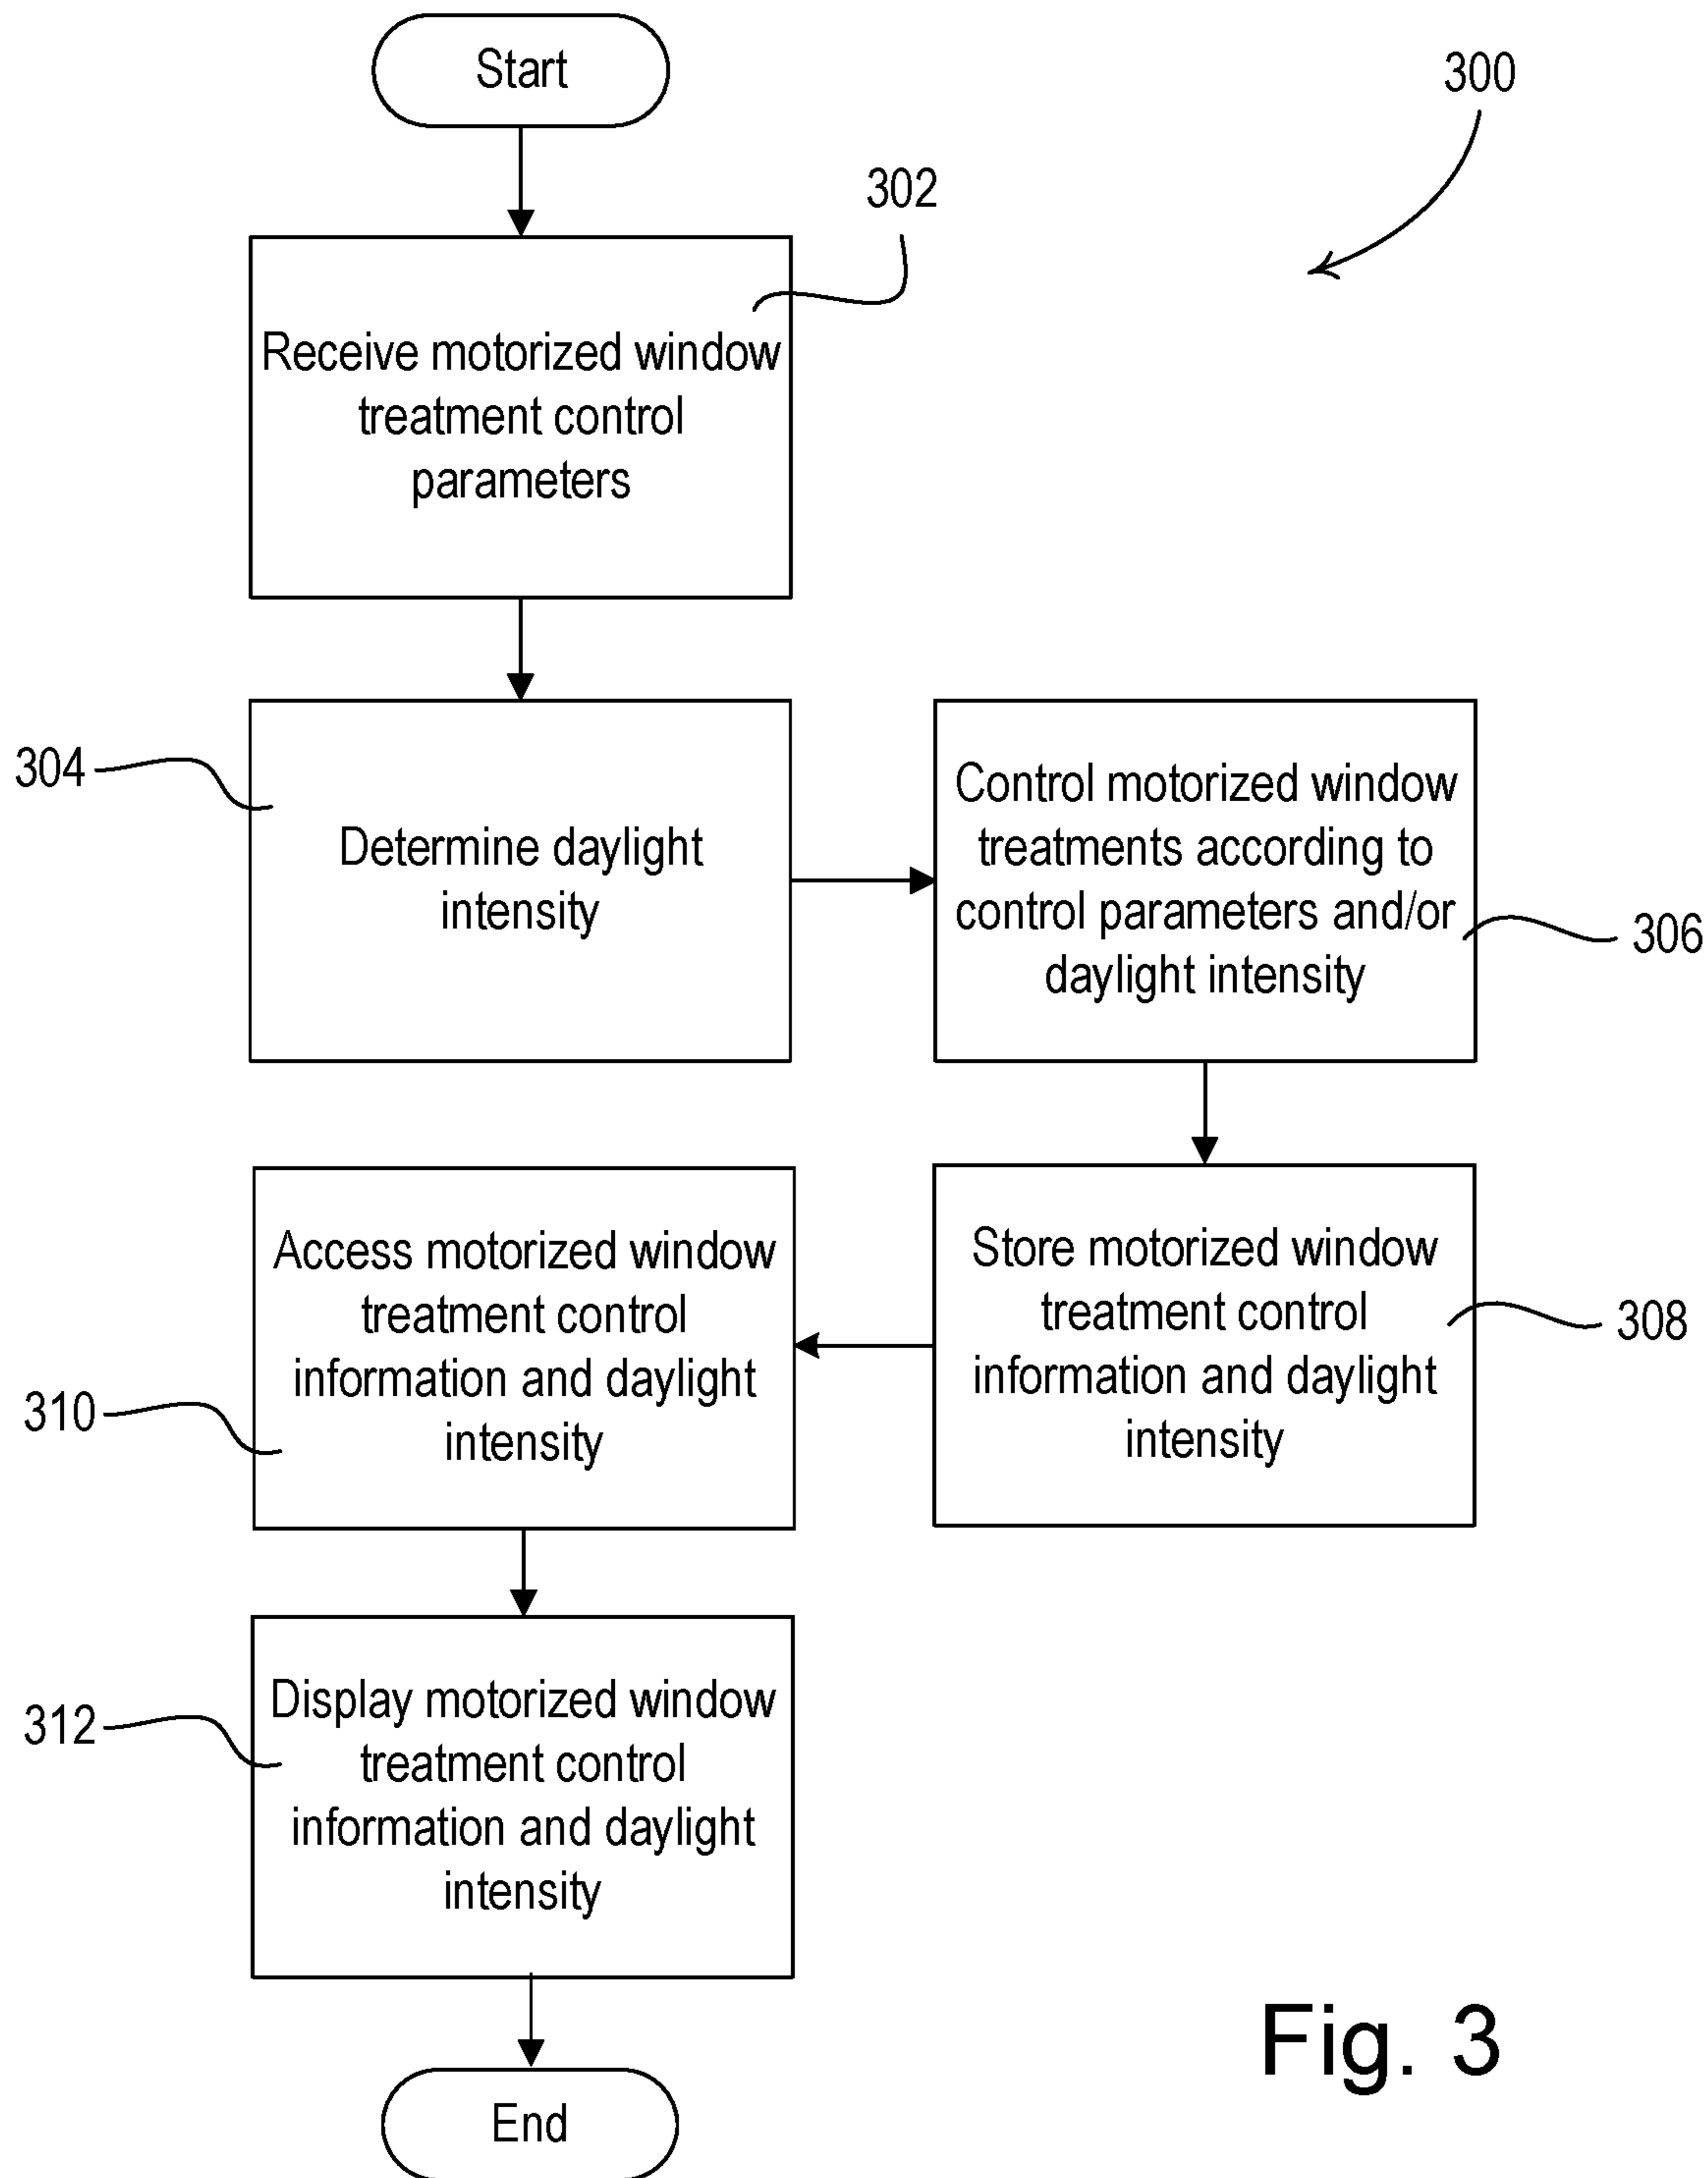 Start
300
302
Receive motorized window
treatment control
parameters
304
Determine daylight
intensity
Control motorized window
treatments according to
control parameters and/or
daylight intensity
306
Access motorized window
treatment control
information and daylight
intensity
310
Store motorized window
treatment control
information and daylight
intensity
308
Display motorized window
treatment control
information and daylight
intensity
312
End
Fig. 3